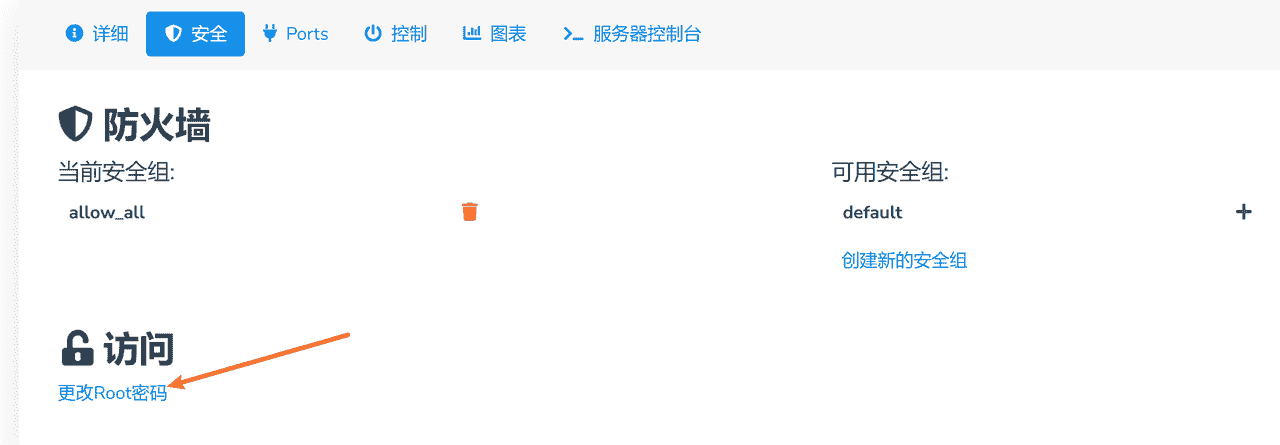 详细 安全 Ports 控制 图表 服务器控制台
防火墙
当前安全组: 可用安全组:
allow_all default
创建新的安全组
访问
更改Root密码